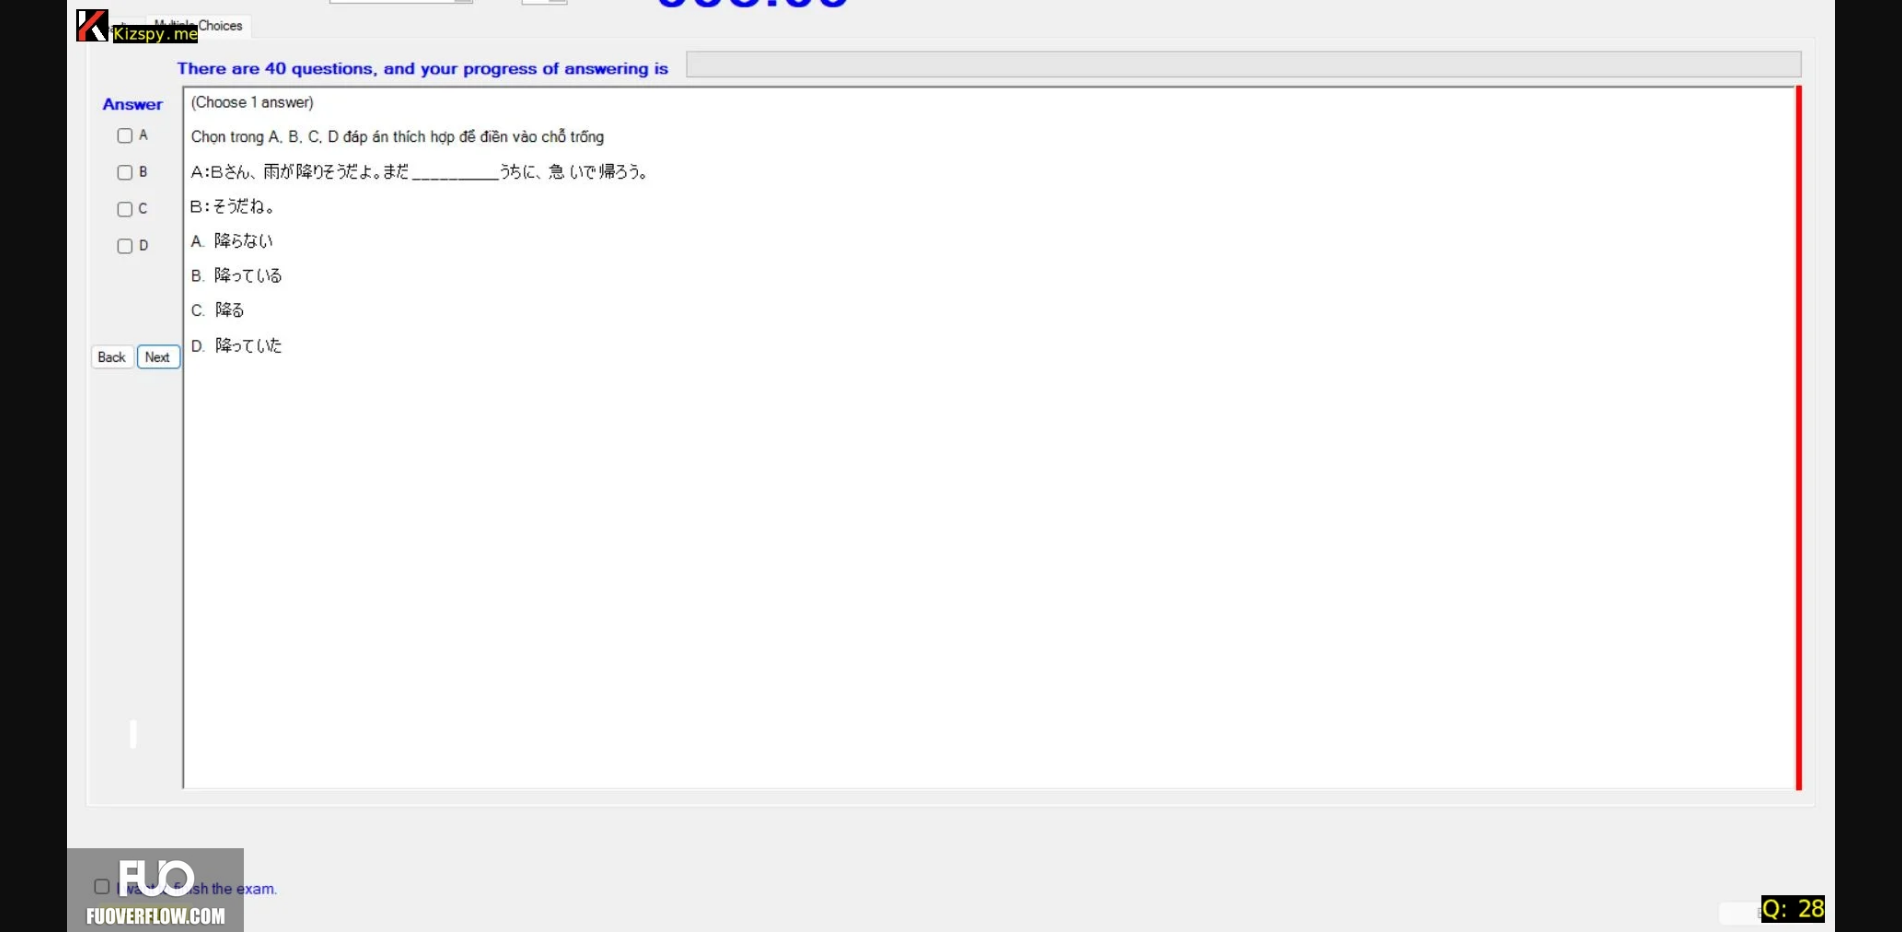 Choices
Kizspy.me
There are 40 questions, and your progress of answering is
Answer
(Choose 1 answer)
A
Chọn trong A, B, C, D đáp án thích hợp để điền vào chỗ trống
B
A:Bさん、雨が降りそうだよ。まだ__________うちに、急いで帰ろう。
C
B:そうだね。
D
A. 降らない
B. 降っている
C. 降る
D. 降っていた
Back Next
FUO
finish the exam.
FUOVERFLOW.COM
Q: 28